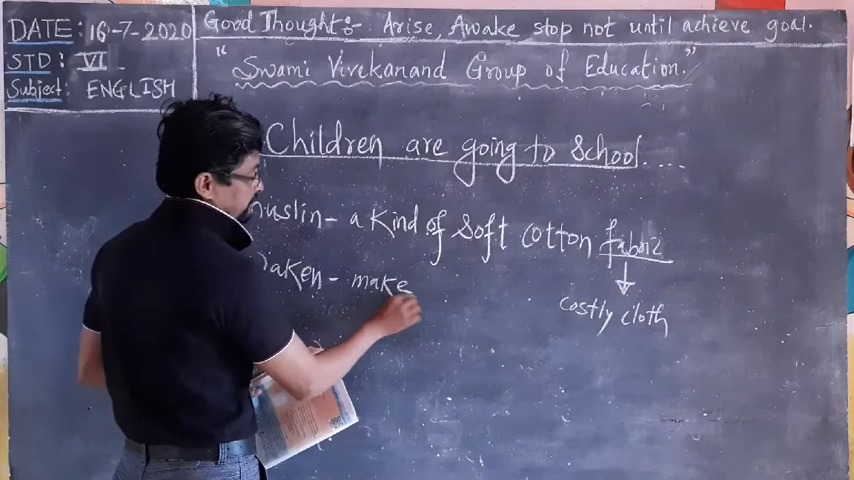 DATE: 16-7-2020
STD: VI
Subject: ENGLISH
Good Thought:- Arise, Awake stop not until achieve goal.
"Swami Vivekanand Group of Education."
Children are going to School....
muslin - a kind of soft cotton fabric
costly cloth
aken - make